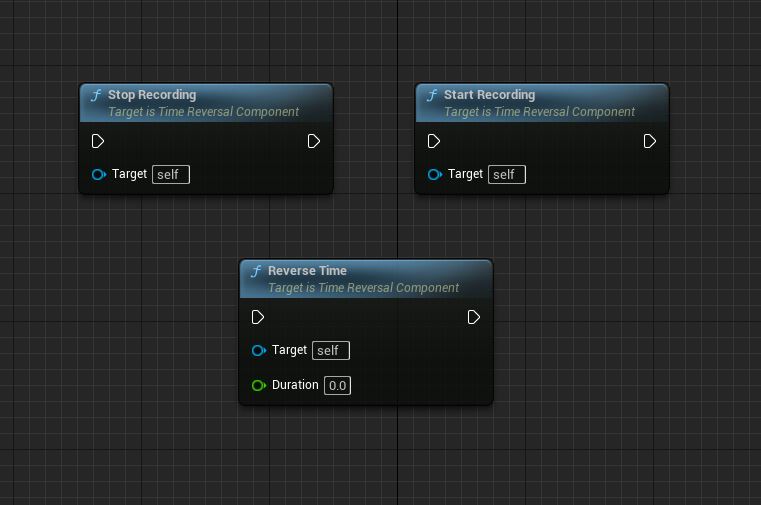 Stop Recording
Target is Time Reversal Component
Target self
Start Recording
Target is Time Reversal Component
Target self
Reverse Time
Target is Time Reversal Component
Target self
Duration 0.0